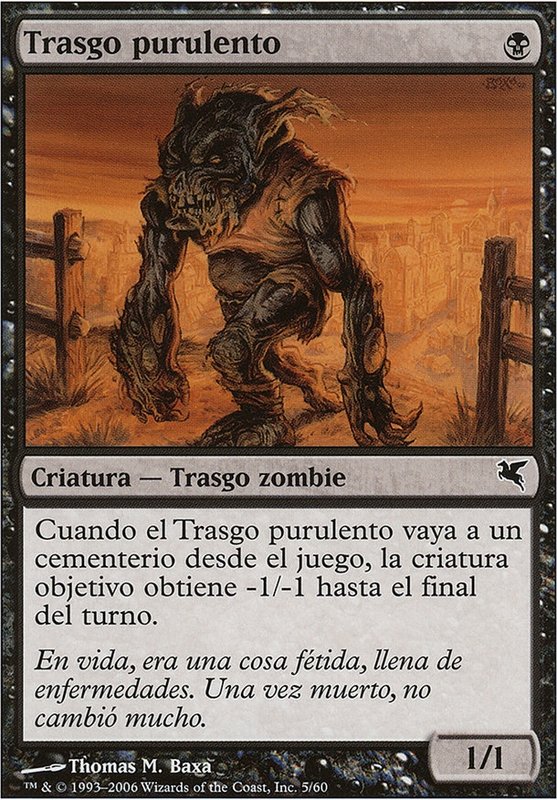 Trasgo purulento
Criatura — Trasgo zombie
Cuando el Trasgo purulento vaya a un
cementerio desde el juego, la criatura
objetivo obtiene -1/-1 hasta el final
del turno.
En vida, era una cosa fétida, llena de
enfermedades. Una vez muerto, no
cambió mucho.
1/1
Thomas M. Baxa
™ & © 1993–2006 Wizards of the Coast, Inc. 5/60